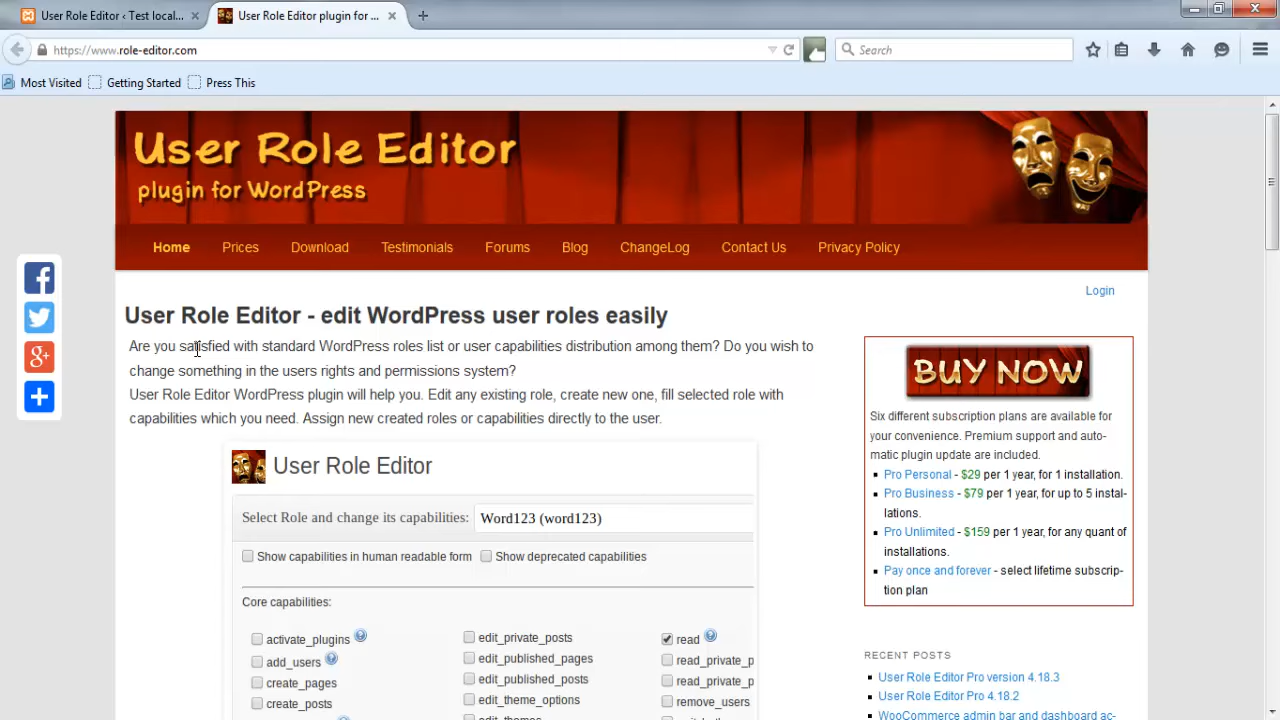 User Role Editor ‹ Test local...
User Role Editor plugin for ...
https://www.role-editor.com
Search
Most Visited
Getting Started
Press This
User Role Editor
plugin for WordPress
Home
Prices
Download
Testimonials
Forums
Blog
ChangeLog
Contact Us
Privacy Policy
Login
User Role Editor - edit WordPress user roles easily
Are you satisfied with standard WordPress roles list or user capabilities distribution among them? Do you wish to
change something in the users rights and permissions system?
User Role Editor WordPress plugin will help you. Edit any existing role, create new one, fill selected role with
capabilities which you need. Assign new created roles or capabilities directly to the user.
User Role Editor
Select Role and change its capabilities:
Word123 (word123)
Show capabilities in human readable form
Show deprecated capabilities
Core capabilities:
activate_plugins
edit_private_posts
read
add_users
edit_published_pages
read_private_p
create_pages
edit_published_posts
read_private_p
create_posts
edit_theme_options
remove_users
BUY NOW
Six different subscription plans are available for
your convenience. Premium support and auto-
matic plugin update are included.
Pro Personal - $29 per 1 year, for 1 installation.
Pro Business - $79 per 1 year, for up to 5 instal-
lations.
Pro Unlimited - $159 per 1 year, for any quant of
installations.
Pay once and forever - select lifetime subscrip-
tion plan
RECENT POSTS
User Role Editor Pro version 4.18.3
User Role Editor Pro 4.18.2
WooCommerce admin bar and dashboard ac-